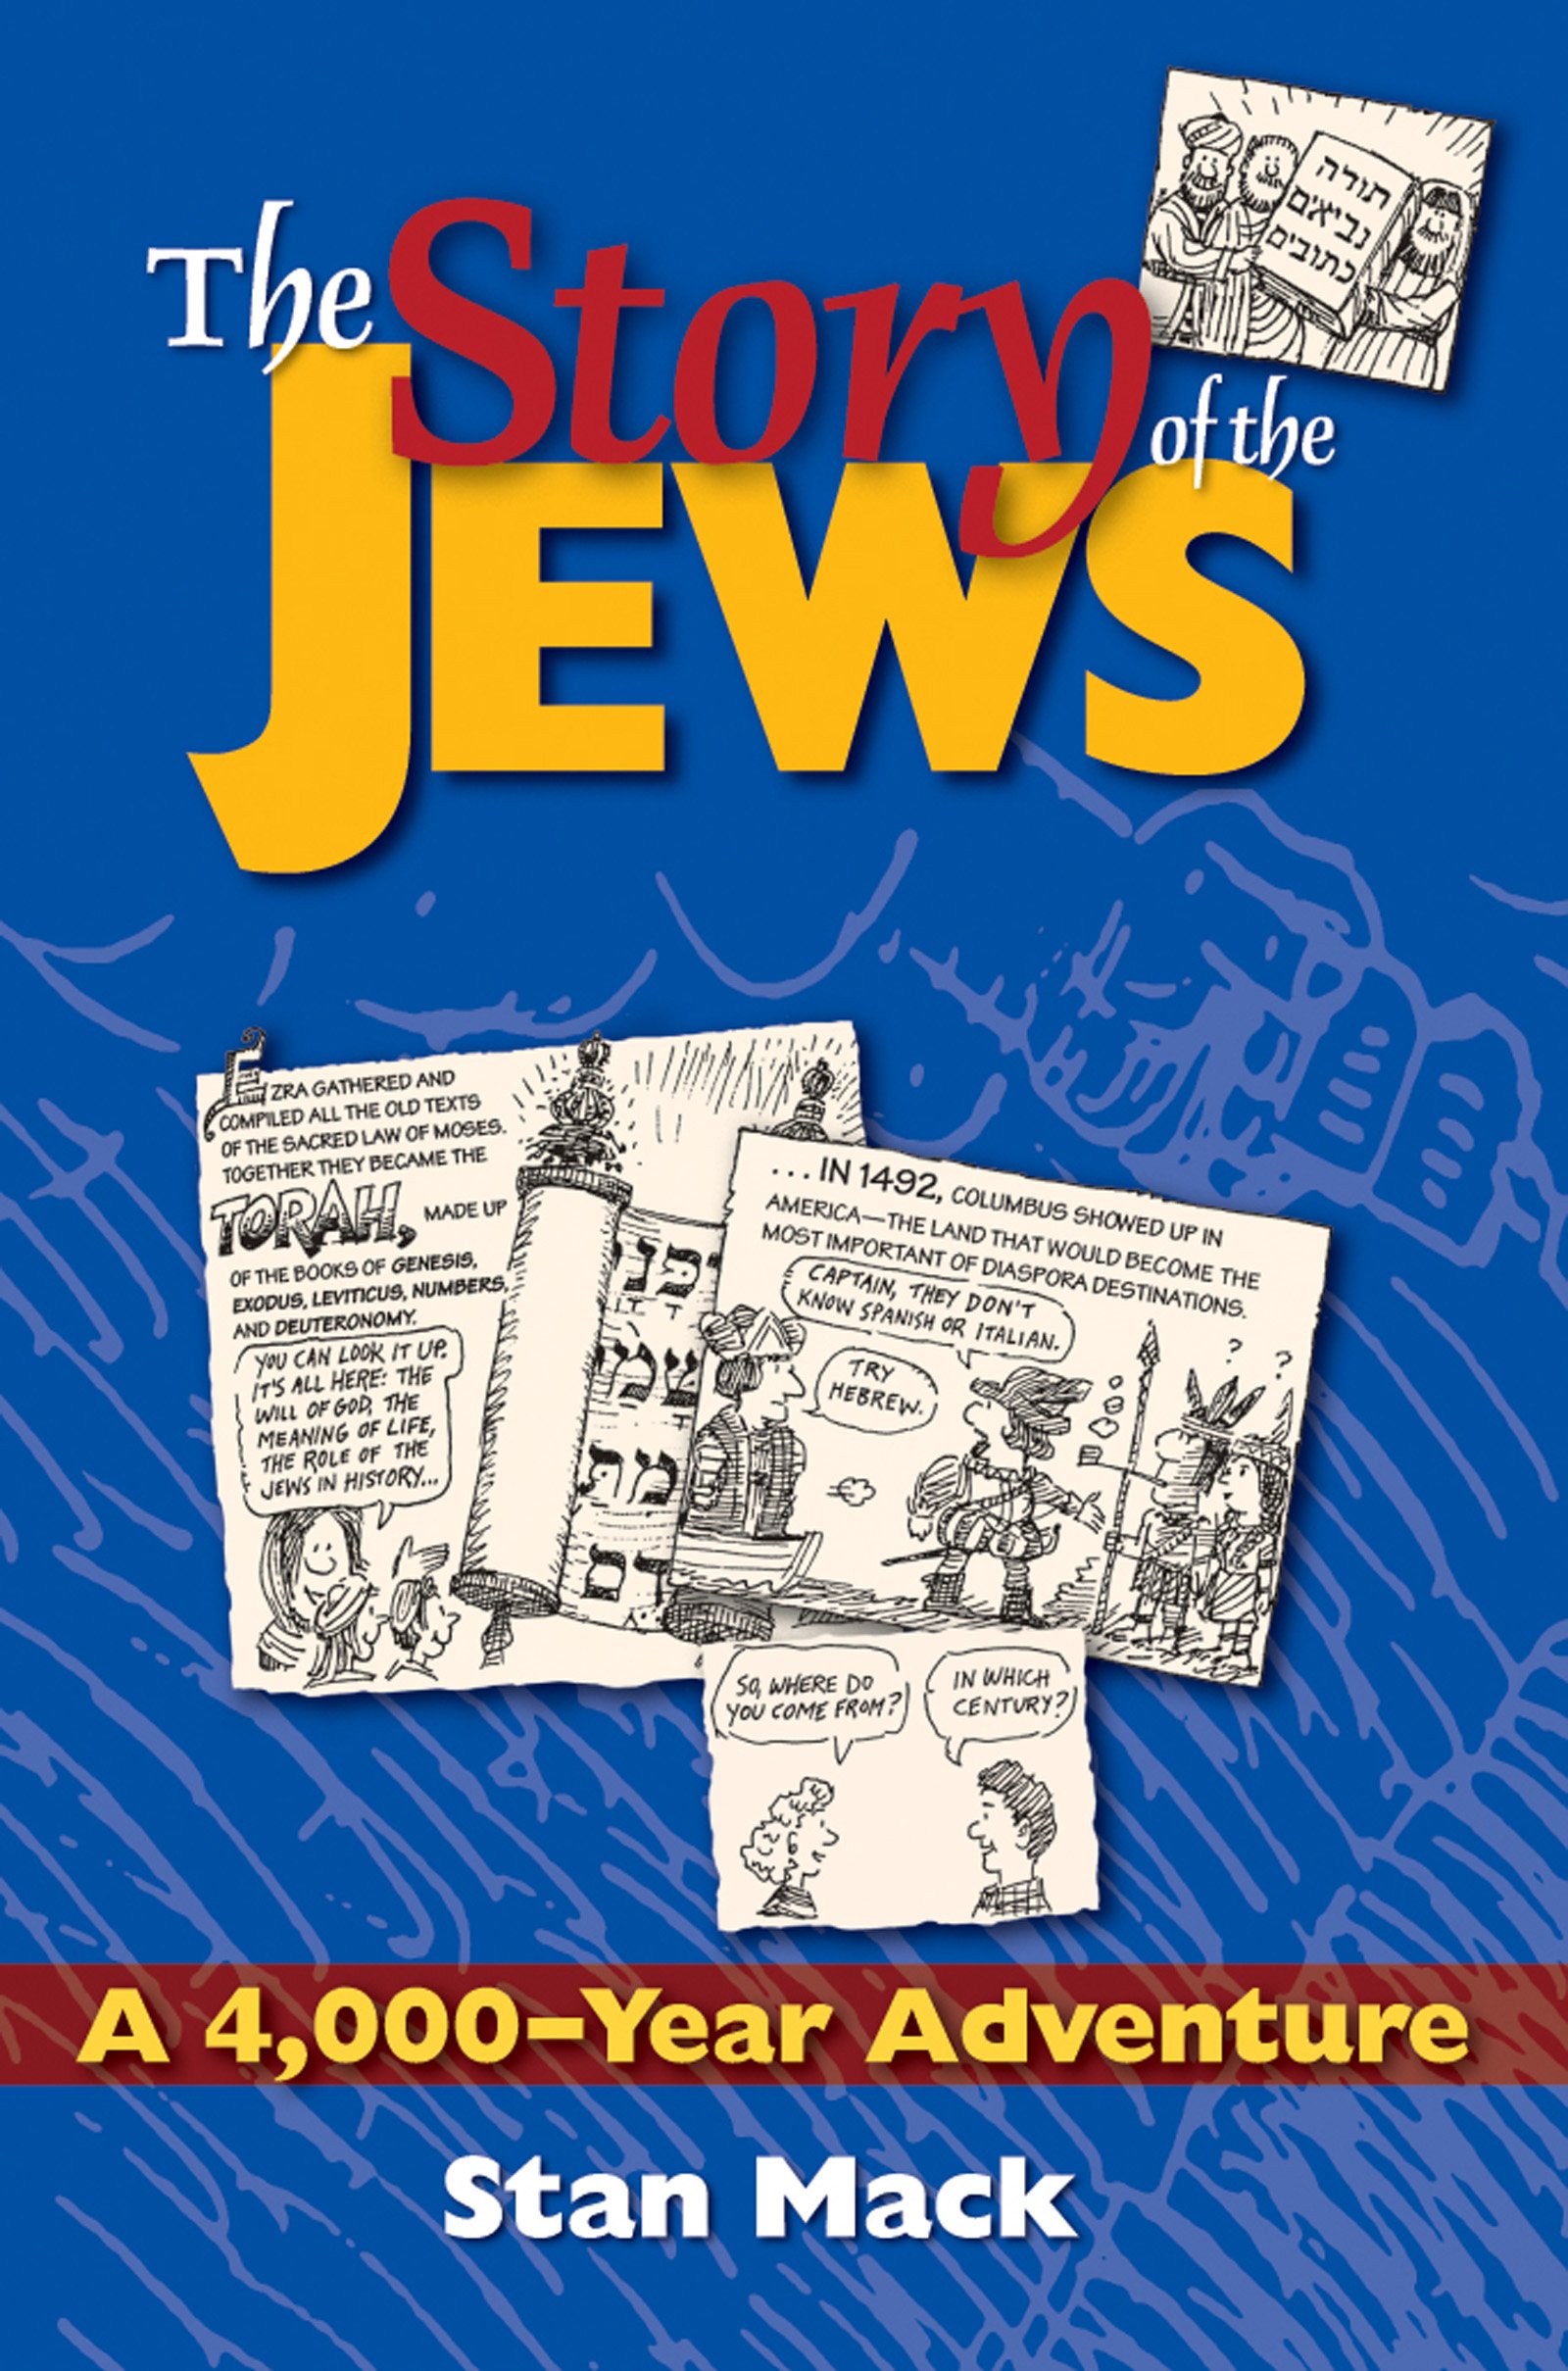 The Story of the
JEWS
תורה
נביאים
כתובים
EZRA GATHERED AND
COMPILED ALL THE OLD TEXTS
OF THE SACRED LAW OF MOSES.
TOGETHER THEY BECAME THE
TORAH, MADE UP
OF THE BOOKS OF GENESIS,
EXODUS, LEVITICUS, NUMBERS,
AND DEUTERONOMY.
YOU CAN LOOK IT UP.
IT'S ALL HERE: THE
WILL OF GOD, THE
MEANING OF LIFE,
THE ROLE OF THE
JEWS IN HISTORY...
... IN 1492, COLUMBUS SHOWED UP IN
AMERICA—THE LAND THAT WOULD BECOME THE
MOST IMPORTANT OF DIASPORA DESTINATIONS.
CAPTAIN, THEY DON'T
KNOW SPANISH OR ITALIAN.
TRY
HEBREW.
?
?
SO, WHERE DO
YOU COME FROM?
IN WHICH
CENTURY?
A 4,000–Year Adventure
Stan Mack